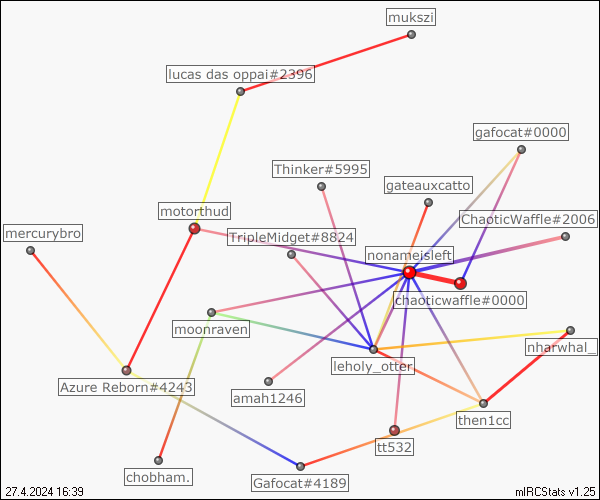 mukszi
lucas das oppai#2396
gafocat#0000
Thinker#5995
gateauxcatto
motorthud
ChaoticWaffle#2006
mercurybro
TripleMidget#8824
nonameisleft
chaoticwaffle#0000
moonraven
nharwhal_
leholy_otter
Azure Reborn#4243
amah1246
then1cc
tt532
chobham.
Gafocat#4189
27.4.2024 16:39
mIRCStats v1.25